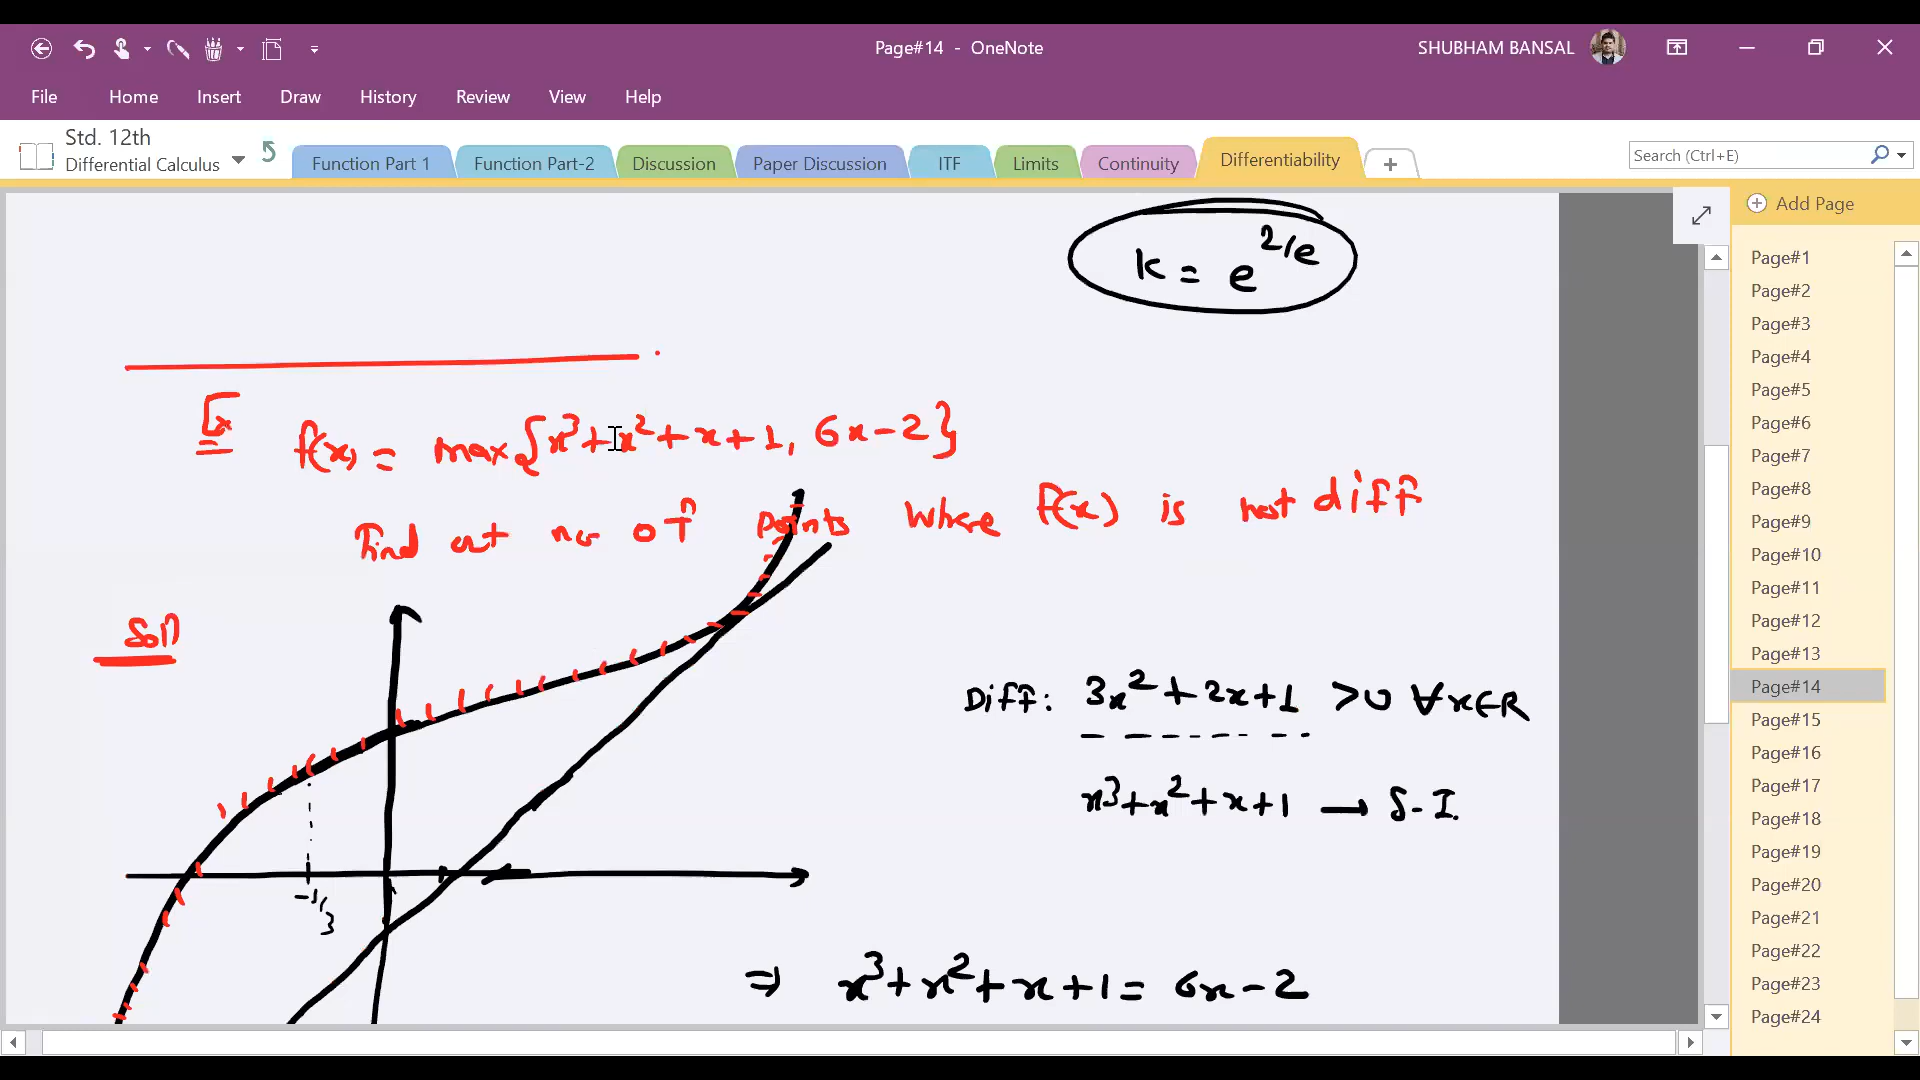 Page#14 - OneNote
SHUBHAM BANSAL
File Home Insert Draw History Review View Help
Std. 12th
Differential Calculus
Function Part 1 Function Part-2 Discussion Paper Discussion ITF Limits Continuity Differentiability +
Search (Ctrl+E)
Add Page
k = e^{2/e}
Ex f(x) = max{x³+x²+x+1, 6x-2}
Find out no of points where f(x) is not diff
Soln
Diff: 3x²+2x+1 >0 ∀x∈R
x³+x²+x+1 → S-I.
-1/3
⇒ x³+x²+x+1 = 6x-2
Page#1
Page#2
Page#3
Page#4
Page#5
Page#6
Page#7
Page#8
Page#9
Page#10
Page#11
Page#12
Page#13
Page#14
Page#15
Page#16
Page#17
Page#18
Page#19
Page#20
Page#21
Page#22
Page#23
Page#24